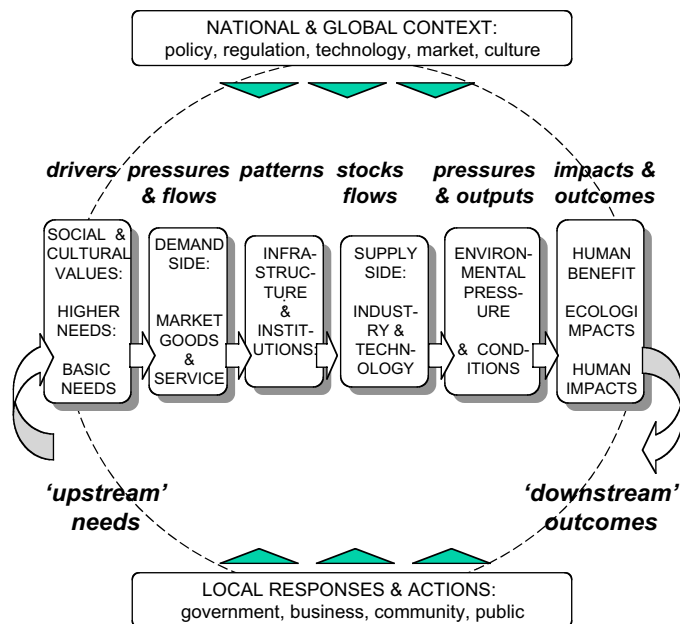 NATIONAL & GLOBAL CONTEXT:
policy, regulation, technology, market, culture
drivers
pressures
& flows
patterns
stocks
flows
pressures
& outputs
impacts &
outcomes
SOCIAL &
CULTURAL
VALUES:
HIGHER
NEEDS:
BASIC
NEEDS
DEMAND
SIDE:
MARKET
GOODS
&
SERVICE
INFRA-
STRUC-
TURE
&
INSTIT-
UTIONS:
SUPPLY
SIDE:
INDUST-
RY &
TECHN-
OLOGY
ENVIRON-
MENTAL
PRESS-
URE
& COND-
ITIONS
HUMAN
BENEFIT
ECOLOGI
MPACTS
HUMAN
IMPACTS
‘upstream’
needs
‘downstream’
outcomes
LOCAL RESPONSES & ACTIONS:
government, business, community, public